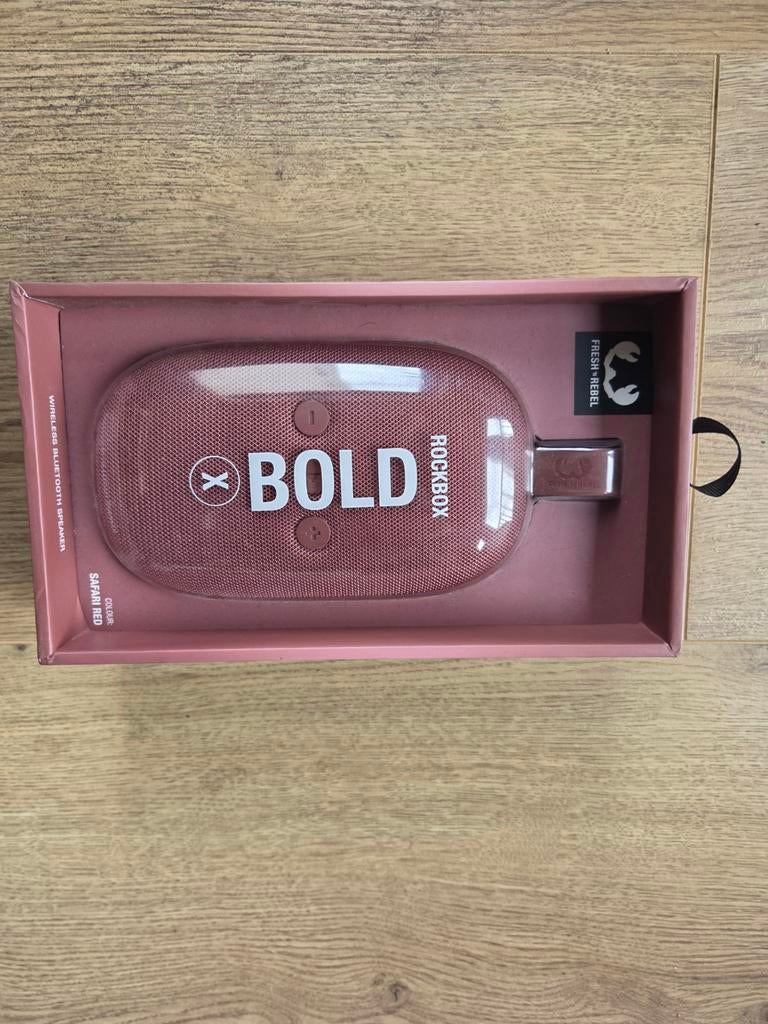 FRESH 'N REBEL
ROCKBOX
BOLD
X
COLOUR:
SAFARI RED
WIRELESS BLUETOOTH SPEAKER